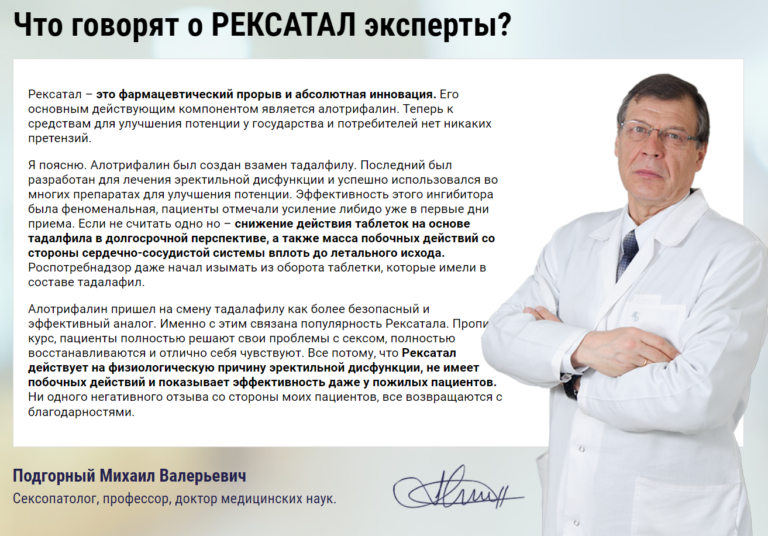 Что говорят о РЕКСАТАЛ эксперты?
Рексатал – это фармацевтический прорыв и абсолютная инновация. Его
основным действующим компонентом является алотрифалин. Теперь к
средствам для улучшения потенции у государства и потребителей нет никаких
претензий.
Я поясню. Алотрифалин был создан взамен тадалфилу. Последний был
разработан для лечения эректильной дисфункции и успешно использовался во
многих препаратах для улучшения потенции. Эффективность этого ингибитора
была феноменальная, пациенты отмечали усиление либидо уже в первые дни
приема. Если не считать одно но – снижение действия таблеток на основе
тадалфила в долгосрочной перспективе, а также масса побочных действий со
стороны сердечно-сосудистой системы вплоть до летального исхода.
Роспотребнадзор даже начал изымать из оборота таблетки, которые имели в
составе тадалафил.
Алотрифалин пришел на смену тадалафилу как более безопасный и
эффективный аналог. Именно с этим связана популярность Рексатала. Пропи
курс, пациенты полностью решают свои проблемы с сексом, полностью
восстанавливаются и отлично себя чувствуют. Все потому, что Рексатал
действует на физиологическую причину эректильной дисфункции, не имеет
побочных действий и показывает эффективность даже у пожилых пациентов.
Ни одного негативного отзыва со стороны моих пациентов, все возвращаются с
благодарностями.
Подгорный Михаил Валерьевич
Сексопатолог, профессор, доктор медицинских наук.